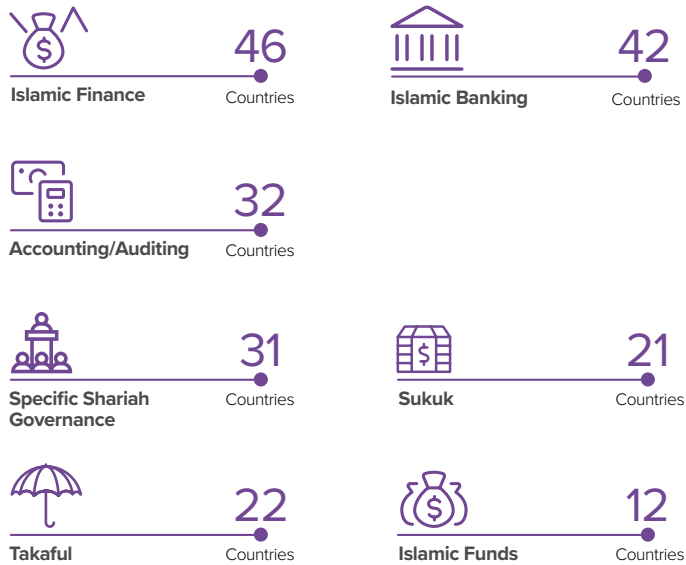 46
Islamic Finance
Countries
42
Islamic Banking
Countries
32
Accounting/Auditing
Countries
31
Specific Shariah
Governance
Countries
21
Sukuk
Countries
22
Takaful
Countries
12
Islamic Funds
Countries